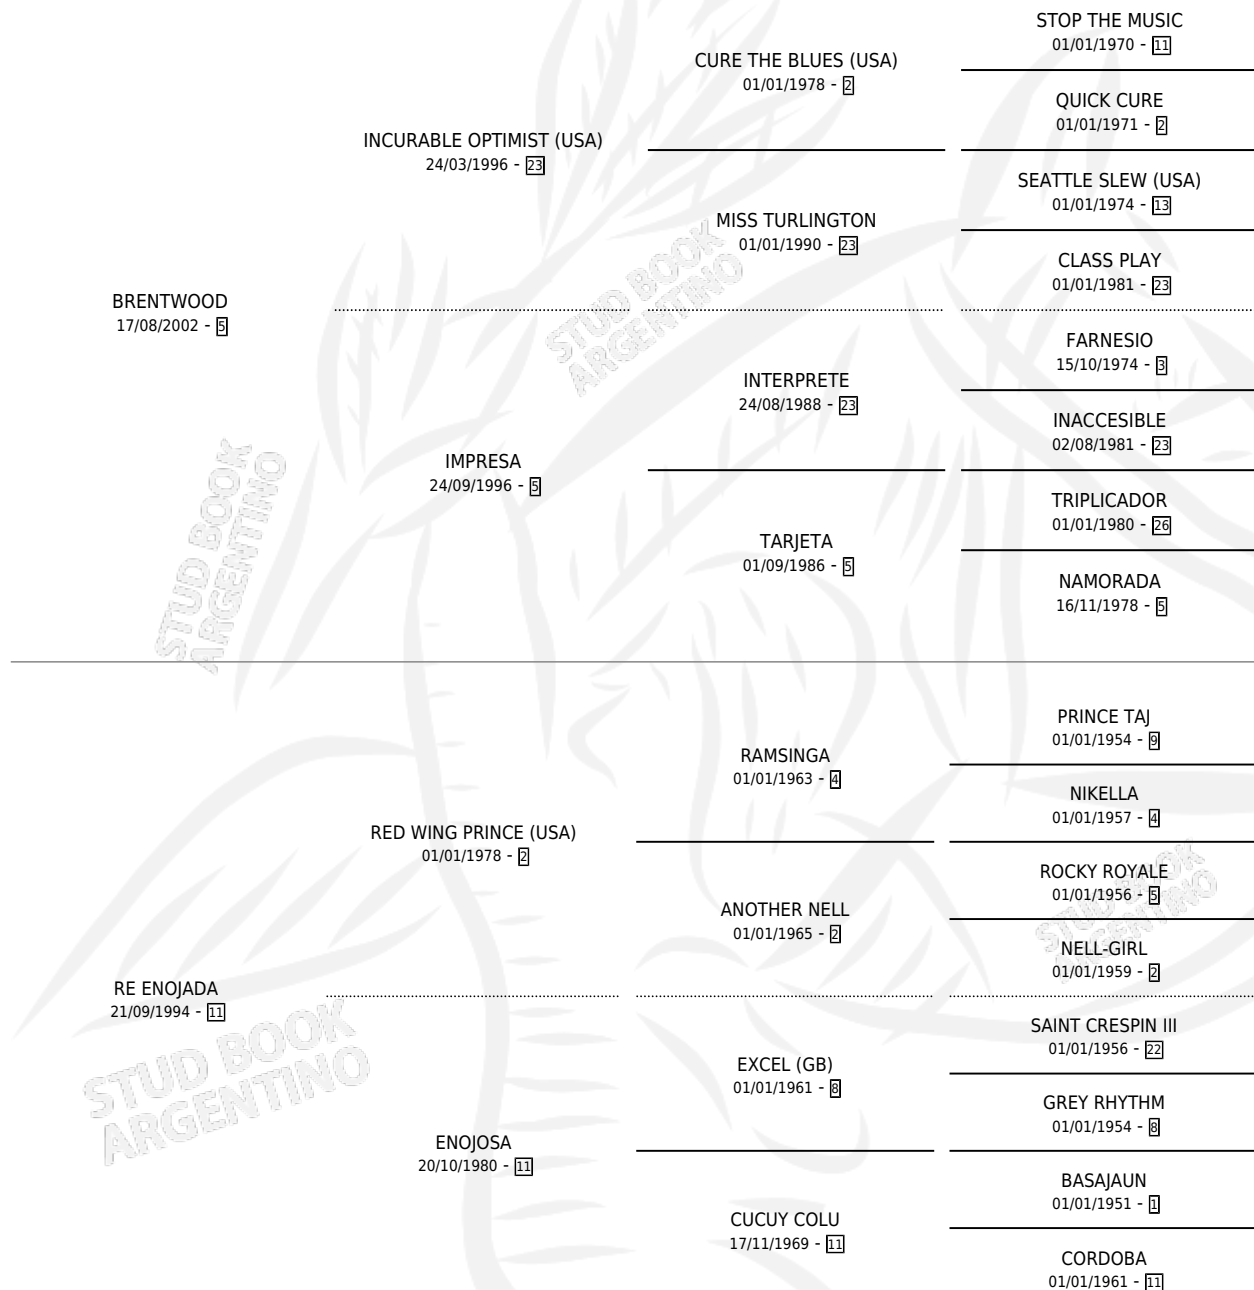 STOP THE MUSIC
01/01/1970 - 11
CURE THE BLUES (USA)
01/01/1978 - 2
QUICK CURE
01/01/1971 - 2
INCURABLE OPTIMIST (USA)
24/03/1996 - 23
SEATTLE SLEW (USA)
01/01/1974 - 13
MISS TURLINGTON
01/01/1990 - 23
CLASS PLAY
01/01/1981 - 23
BRENTWOOD
17/08/2002 - 5
FARNESIO
15/10/1974 - 3
INTERPRETE
24/08/1988 - 23
INACCESIBLE
02/08/1981 - 23
IMPRESA
24/09/1996 - 5
TRIPLICADOR
01/01/1980 - 26
TARJETA
01/09/1986 - 5
NAMORADA
16/11/1978 - 5
PRINCE TAJ
01/01/1954 - 9
RAMSINGA
01/01/1963 - 4
NIKELLA
01/01/1957 - 4
RED WING PRINCE (USA)
01/01/1978 - 2
ROCKY ROYALE
01/01/1956 - 5
ANOTHER NELL
01/01/1965 - 2
NELL-GIRL
01/01/1959 - 2
RE ENOJADA
21/09/1994 - 11
SAINT CRESPIN III
01/01/1956 - 22
EXCEL (GB)
01/01/1961 - 8
GREY RHYTHM
01/01/1954 - 8
ENOJOSA
20/10/1980 - 11
BASAJAUN
01/01/1951 - 1
CUCUY COLU
17/11/1969 - 11
CORDOBA
01/01/1961 - 11
STUD BOOK
ARGENTINO
STUD BOOK
ARGENTINO
STUD BOOK
ARGENTINO
STUD BOOK
ARGENTINO